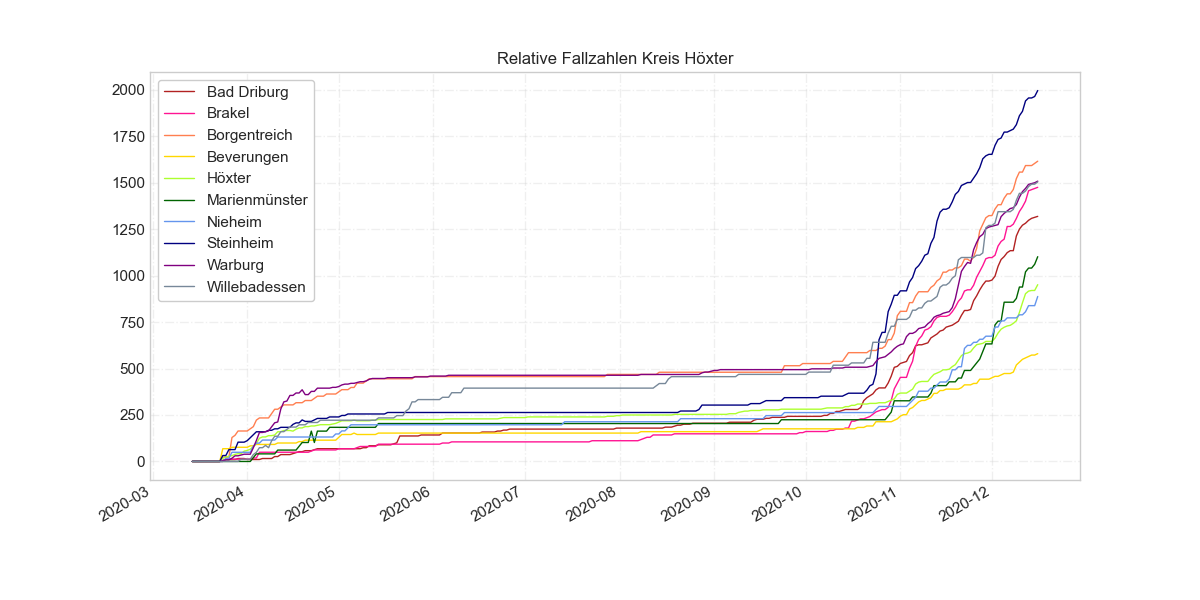 Relative Fallzahlen Kreis Höxter
2000
1750
1500
1250
1000
750
500
250
0
Bad Driburg
Brakel
Borgentreich
Beverungen
Höxter
Marienmünster
Nieheim
Steinheim
Warburg
Willebadessen
2020-03
2020-04
2020-05
2020-06
2020-07
2020-08
2020-09
2020-10
2020-11
2020-12